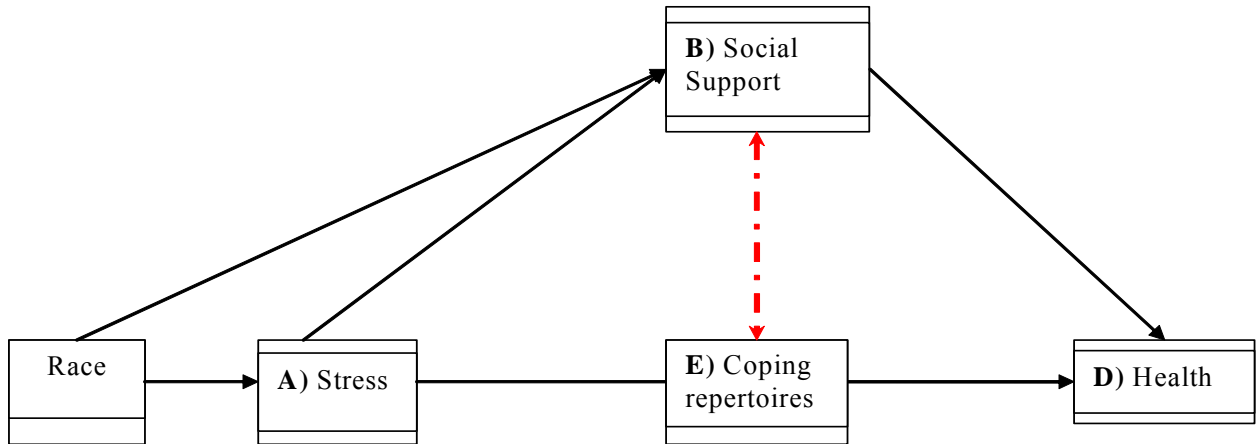 B) Social
Support
Race
A) Stress
E) Coping
repertoires
D) Health